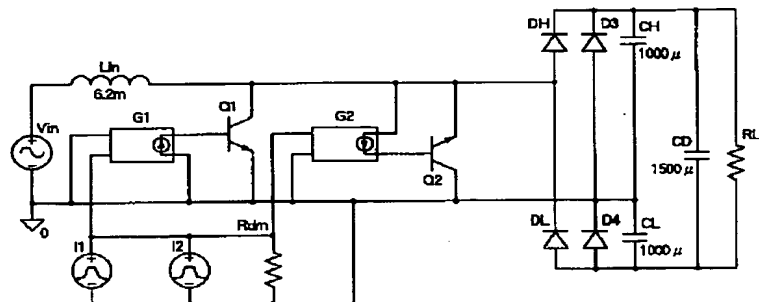 DH
D3
CH
1000μ
Lin
6.2m
Q1
G1
G2
Vin
RL
CD
1500μ
Q2
0
Rdm
DL
D4
CL
1000μ
I1
I2